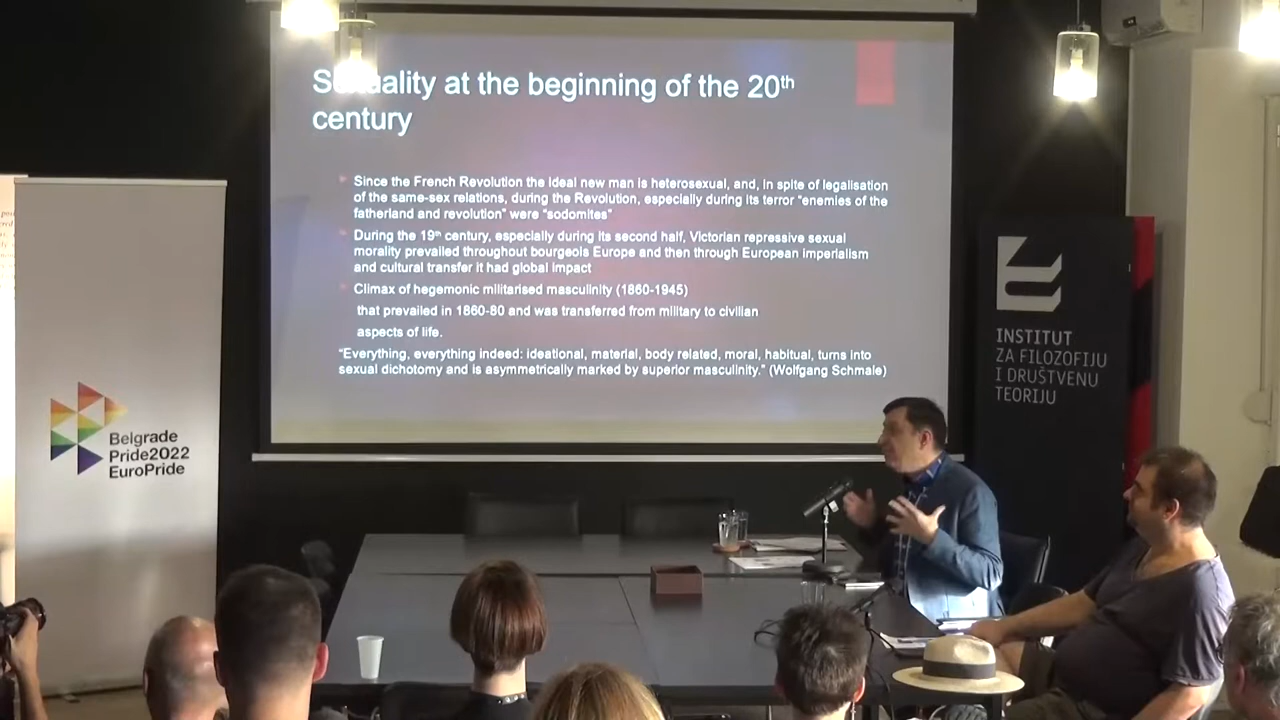 Sexuality at the beginning of the 20th
century
Since the French Revolution the ideal new man is heterosexual, and, in spite of legalisation
of the same-sex relations, during the Revolution, especially during its terror “enemies of the
fatherland and revolution” were “sodomites”
During the 19th century, especially during its second half, Victorian repressive sexual
morality prevailed throughout bourgeois Europe and then through European imperialism
and cultural transfer it had global impact
Climax of hegemonic militarised masculinity (1860-1945)
that prevailed in 1860-80 and was transferred from military to civilian
aspects of life.
“Everything, everything indeed: ideational, material, body related, moral, habitual, turns into
sexual dichotomy and is asymmetrically marked by superior masculinity.” (Wolfgang Schmale)
Belgrade
Pride2022
EuroPride
INSTITUT
ZA FILOZOFIJU
I DRUŠTVENU
TEORIJU